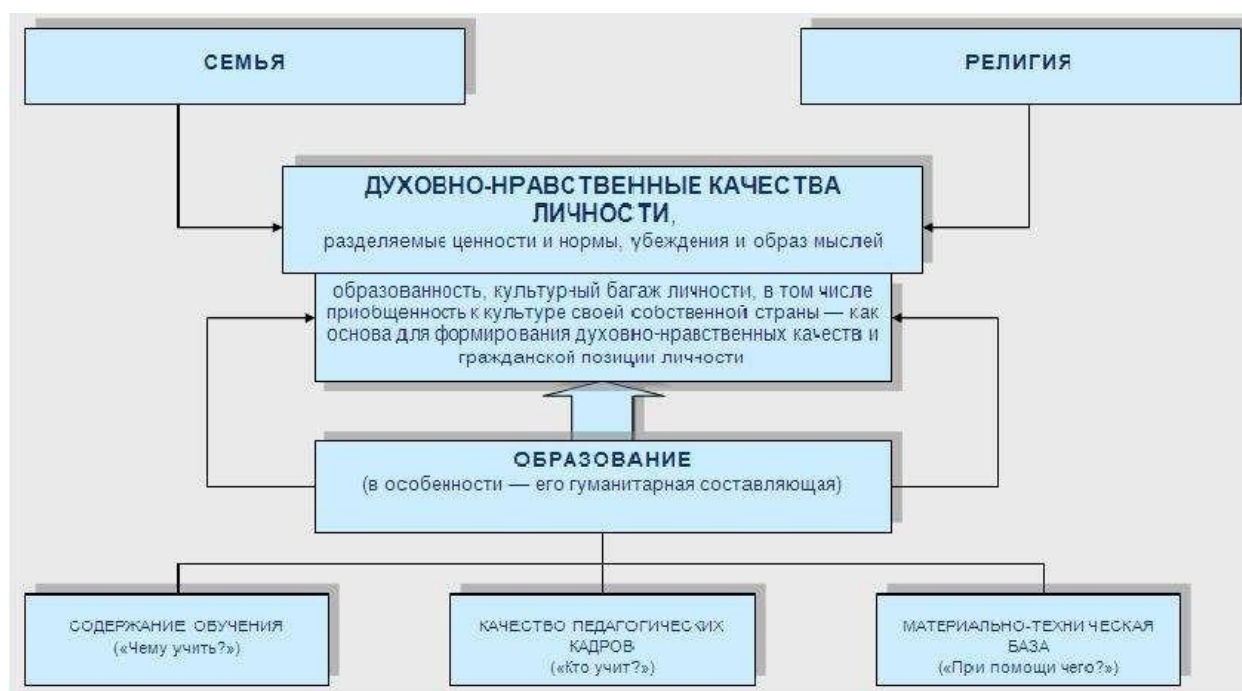 СЕМЬЯ
РЕЛИГИЯ
ДУХОВНО-НРАВСТВЕННЫЕ КАЧЕСТВА
ЛИЧНОСТИ,
разделяемые ценности и нормы, убеждения и образ мыслей
образованность, культурный багаж личности, в том числе
приобщенность к культуре своей собственной страны — как
основа для формирования духовно-нравственных качеств и
гражданской позиции личности
ОБРАЗОВАНИЕ
(в особенности — его гуманитарная составляющая)
СОДЕРЖАНИЕ ОБУЧЕНИЯ
(«Чему учить?»)
КАЧЕСТВО ПЕДАГОГИЧЕСКИХ
КАДРОВ
(«Кто учит?»)
МАТЕРИАЛЬНО-ТЕХНИЧЕСКАЯ
БАЗА
(«При помощи чего?»)